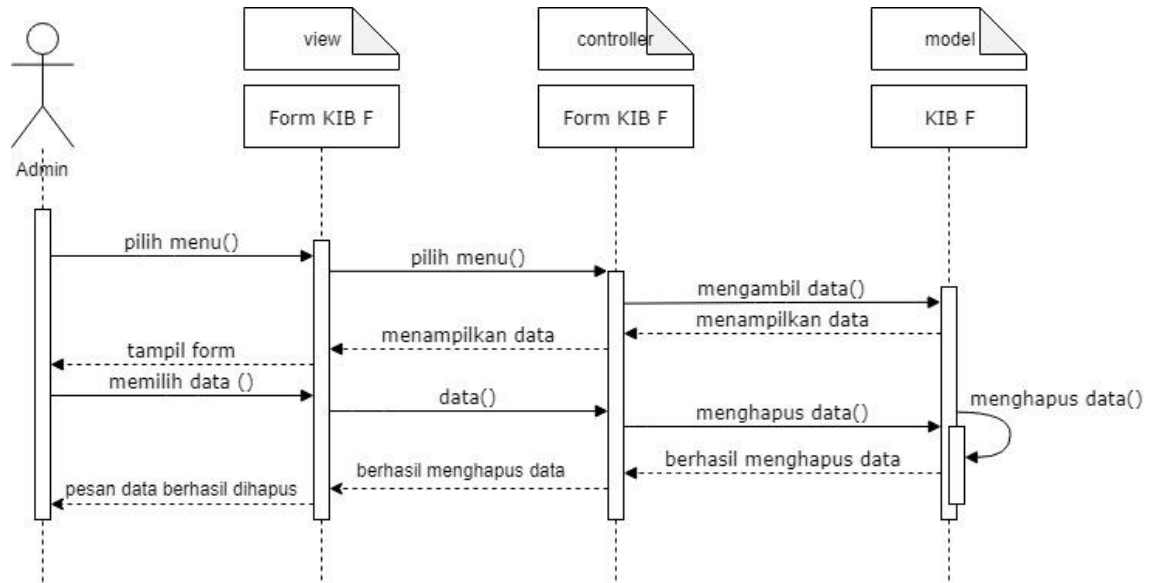 view
controller
model
Form KIB F
Form KIB F
KIB F
Admin
pilih menu()
pilih menu()
mengambil data()
menampilkan data
menampilkan data
tampil form
memilih data ()
data()
menghapus data()
menghapus data()
berhasil menghapus data
berhasil menghapus data
pesan data berhasil dihapus